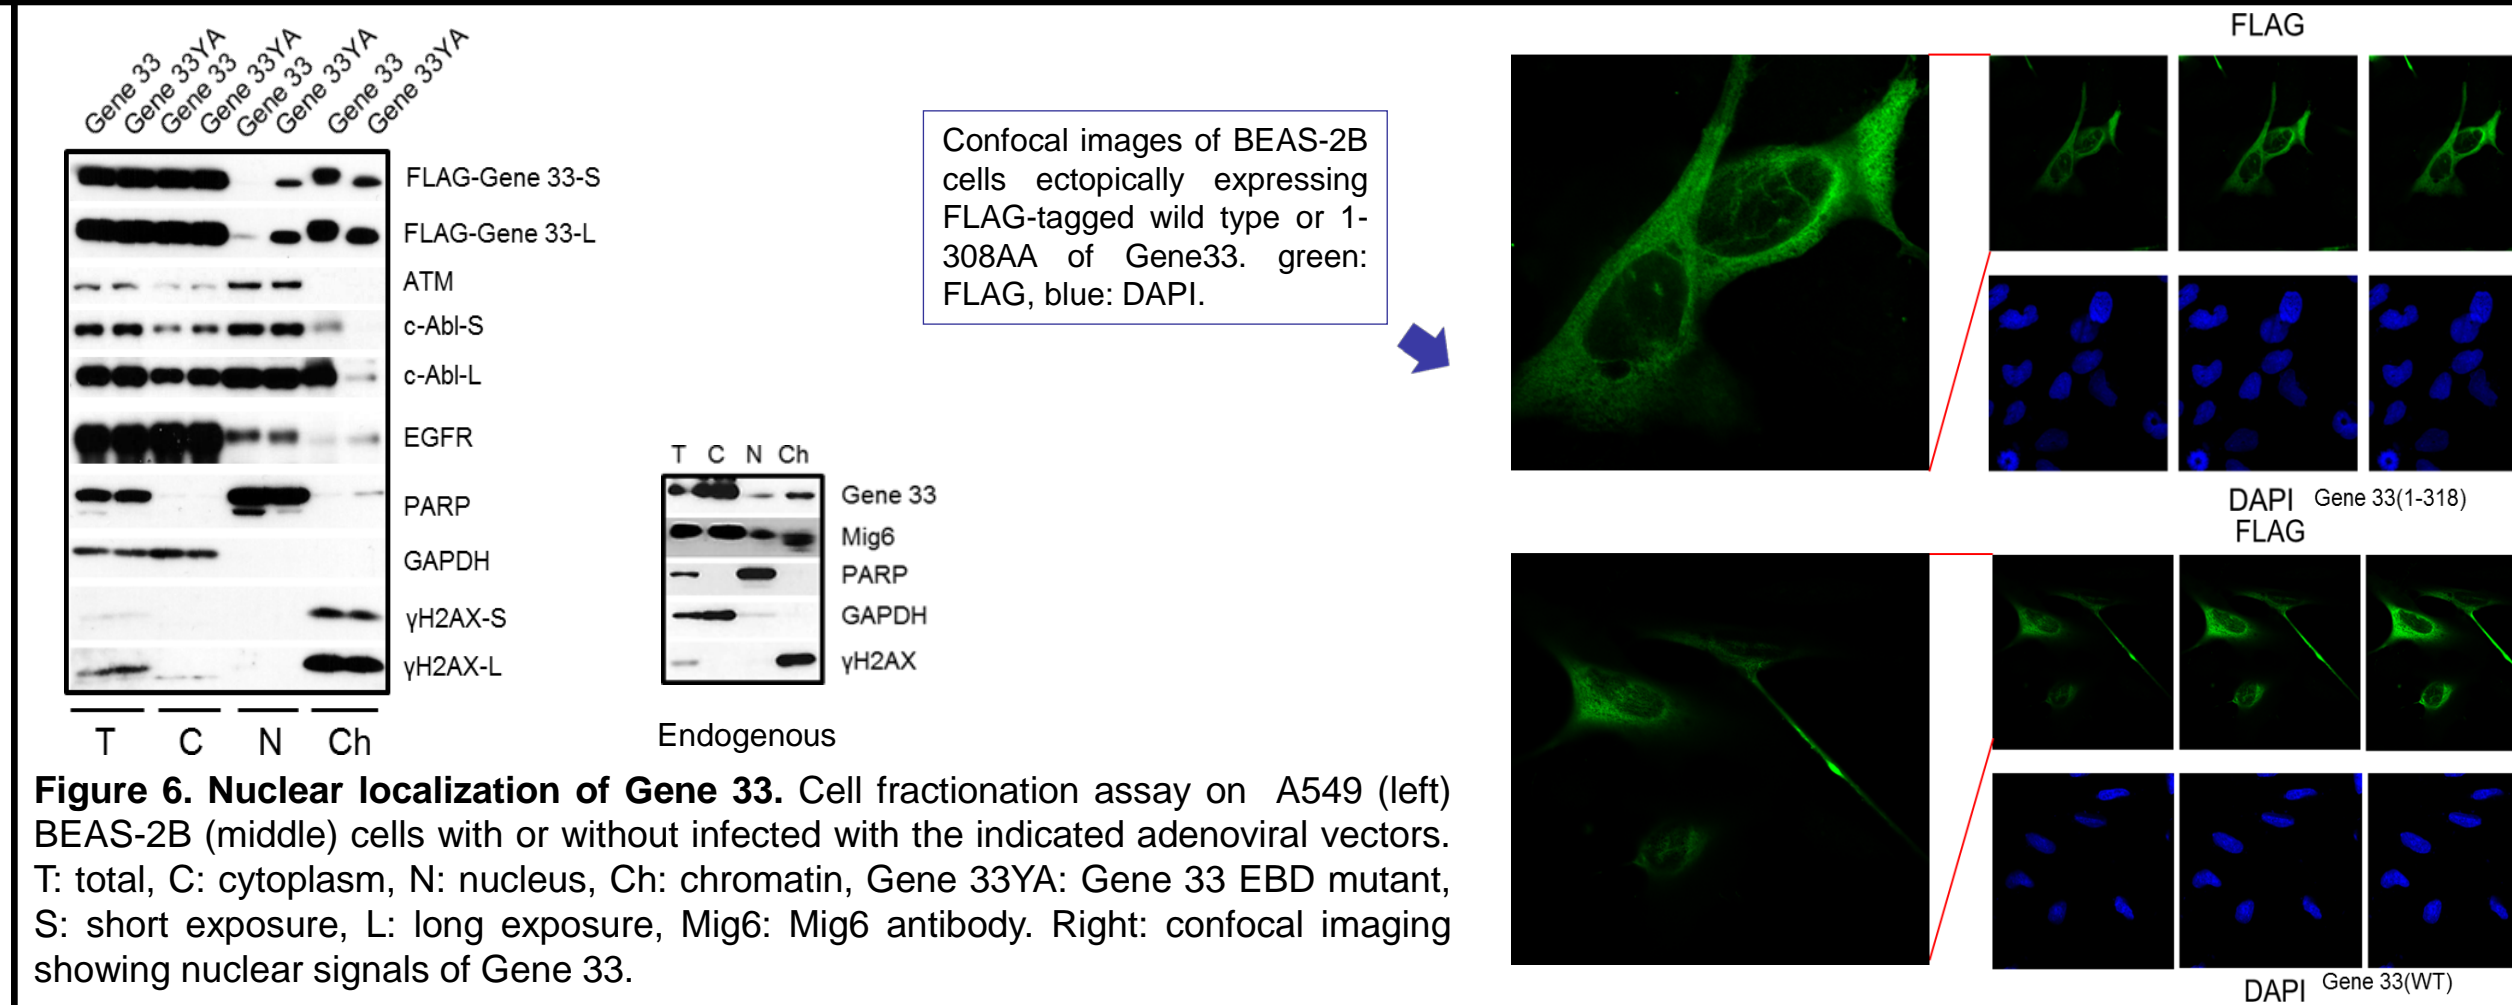 Gene 33
Gene 33YA
Gene 33
Gene 33YA
Gene 33
Gene 33YA
Gene 33
Gene 33YA
FLAG-Gene 33-S
FLAG-Gene 33-L
ATM
c-Abl-S
c-Abl-L
EGFR
PARP
GAPDH
γH2AX-S
γH2AX-L
T C N Ch
T C N Ch
Gene 33
Mig6
PARP
GAPDH
γH2AX
Endogenous
Confocal images of BEAS-2B
cells ectopically expressing
FLAG-tagged wild type or 1-
308AA of Gene33. green:
FLAG, blue: DAPI.
FLAG
DAPI Gene 33(1-318)
FLAG
DAPI Gene 33(WT)
Figure 6. Nuclear localization of Gene 33. Cell fractionation assay on A549 (left)
BEAS-2B (middle) cells with or without infected with the indicated adenoviral vectors.
T: total, C: cytoplasm, N: nucleus, Ch: chromatin, Gene 33YA: Gene 33 EBD mutant,
S: short exposure, L: long exposure, Mig6: Mig6 antibody. Right: confocal imaging
showing nuclear signals of Gene 33.